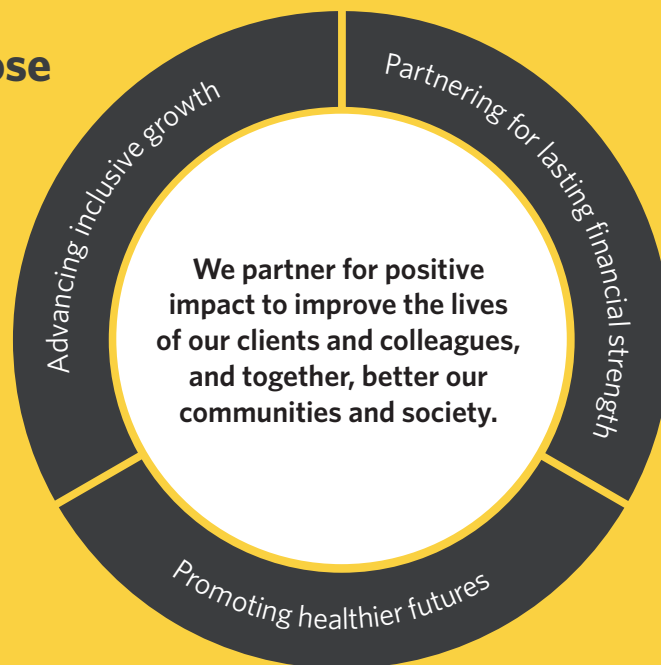 ose
Advancing inclusive growth
Partnering for lasting financial strength
We partner for positive
impact to improve the lives
of our clients and colleagues,
and together, better our
communities and society.
Promoting healthier futures